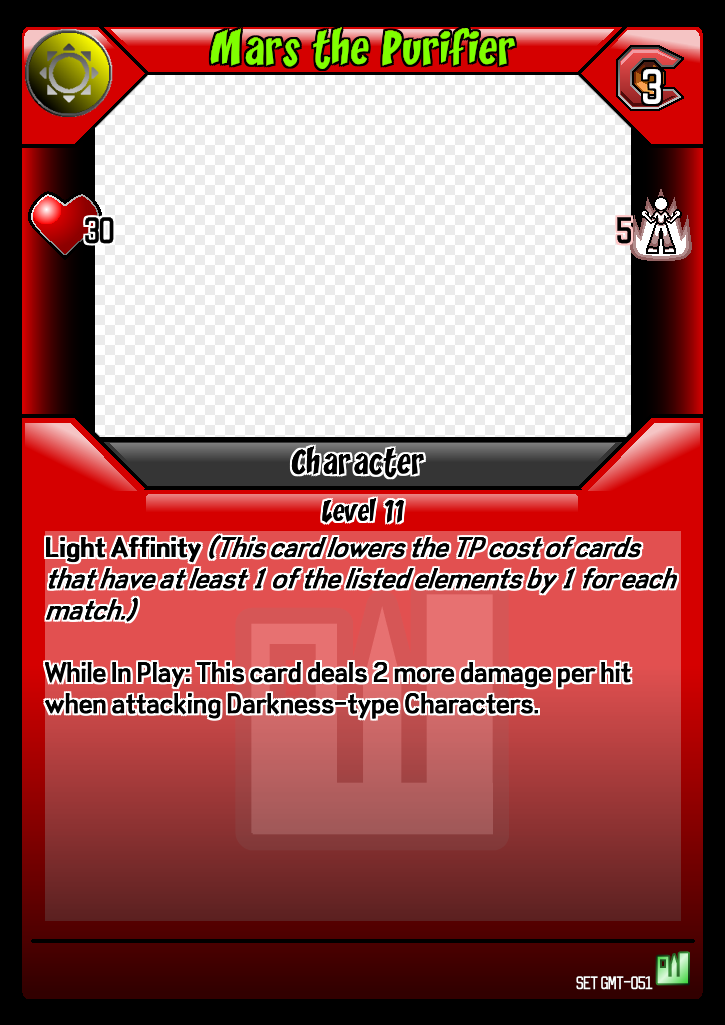 Mars the Purifier
3
30
5
Character
Level 11
Light Affinity (This card lowers the TP cost of cards
that have at least 1 of the listed elements by 1 for each
match.)
While In Play: This card deals 2 more damage per hit
when attacking Darkness-type Characters.
SET GMT-051